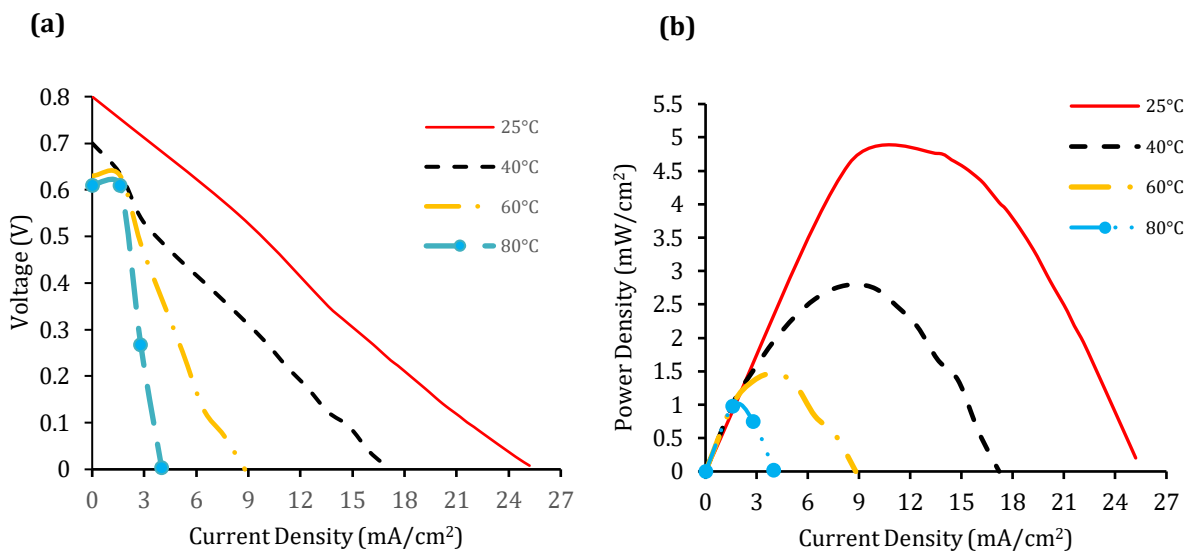 (a)
0.8
0.7
0.6
0.5
0.4
0.3
0.2
0.1
0
Voltage (V)
0 3 6 9 12 15 18 21 24 27
Current Density (mA/cm²)
25°C
40°C
60°C
80°C
(b)
5.5
5
4.5
4
3.5
3
2.5
2
1.5
1
0.5
0
Power Density (mW/cm²)
0 3 6 9 12 15 18 21 24 27
Current Density (mA/cm²)
25°C
40°C
60°C
80°C